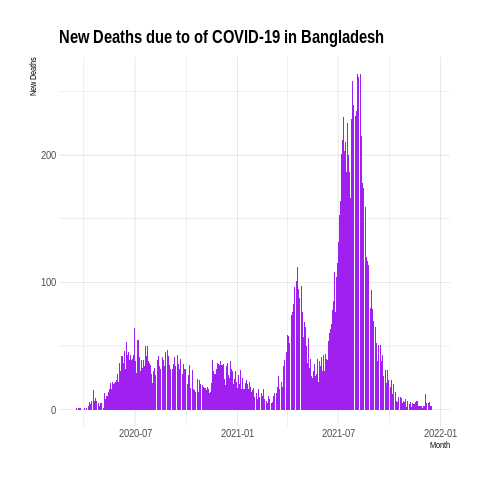 New Deaths due to of COVID-19 in Bangladesh
New Deaths
200
100
0
2020-07 2021-01 2021-07 2022-01
Month